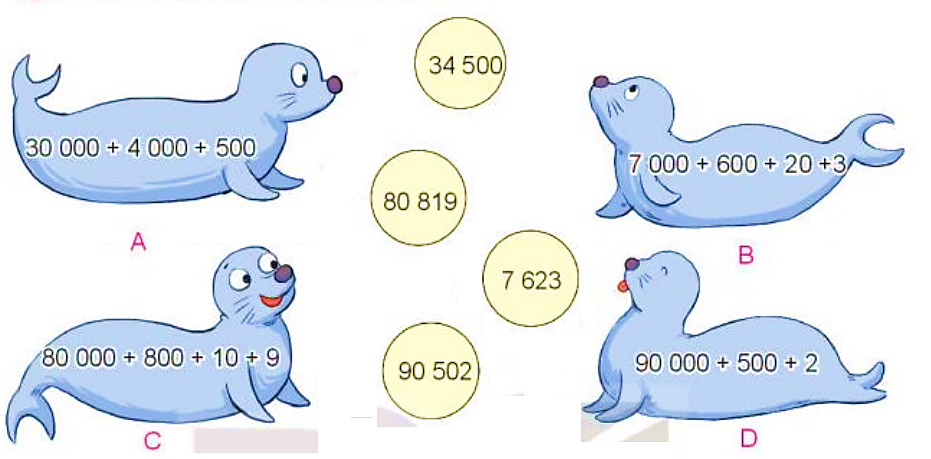 34 500
30 000 + 4 000 + 500
7 000 + 600 + 20 +3
80 819
A
B
7 623
80 000 + 800 + 10 + 9
90 502
90 000 + 500 + 2
C
D